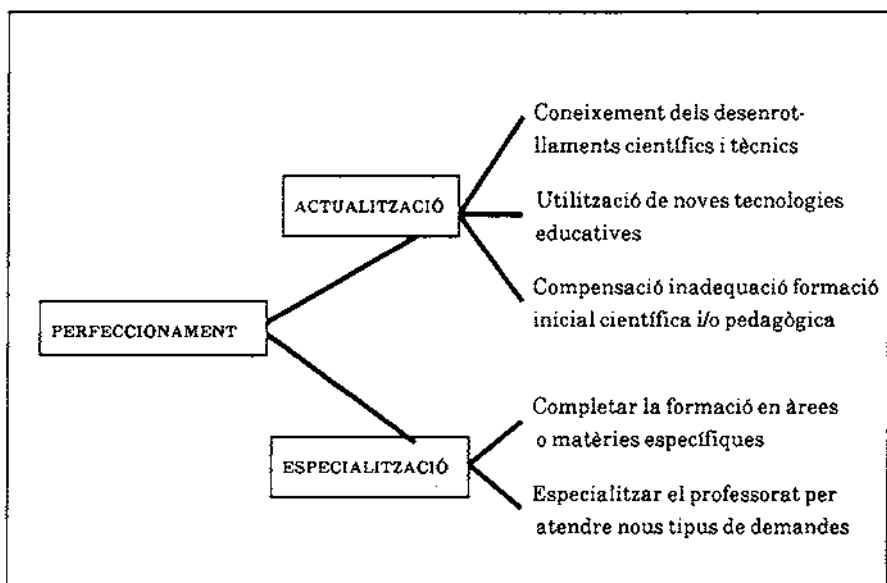 Coneixement dels desenrot-
llaments científics i tècnics
ACTUALITZACIÓ
Utilització de noves tecnologies
educatives
Compensació inadequació formació
inicial científica i/o pedagògica
PERFECCIONAMENT
Completar la formació en àrees
o matèries específiques
ESPECIALITZACIÓ
Especialitzar el professorat per
atendre nous tipus de demandes